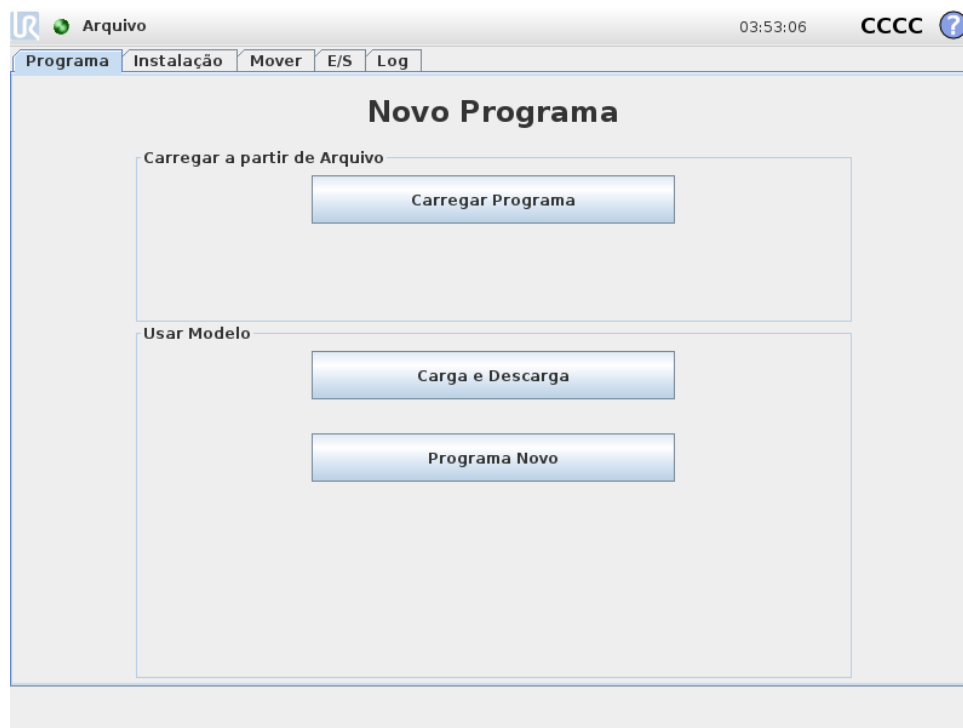 UR Arquivo 03:53:06 CCCC ?
Programa Instalação Mover E/S Log
Novo Programa
Carregar a partir de Arquivo
Carregar Programa
Usar Modelo
Carga e Descarga
Programa Novo